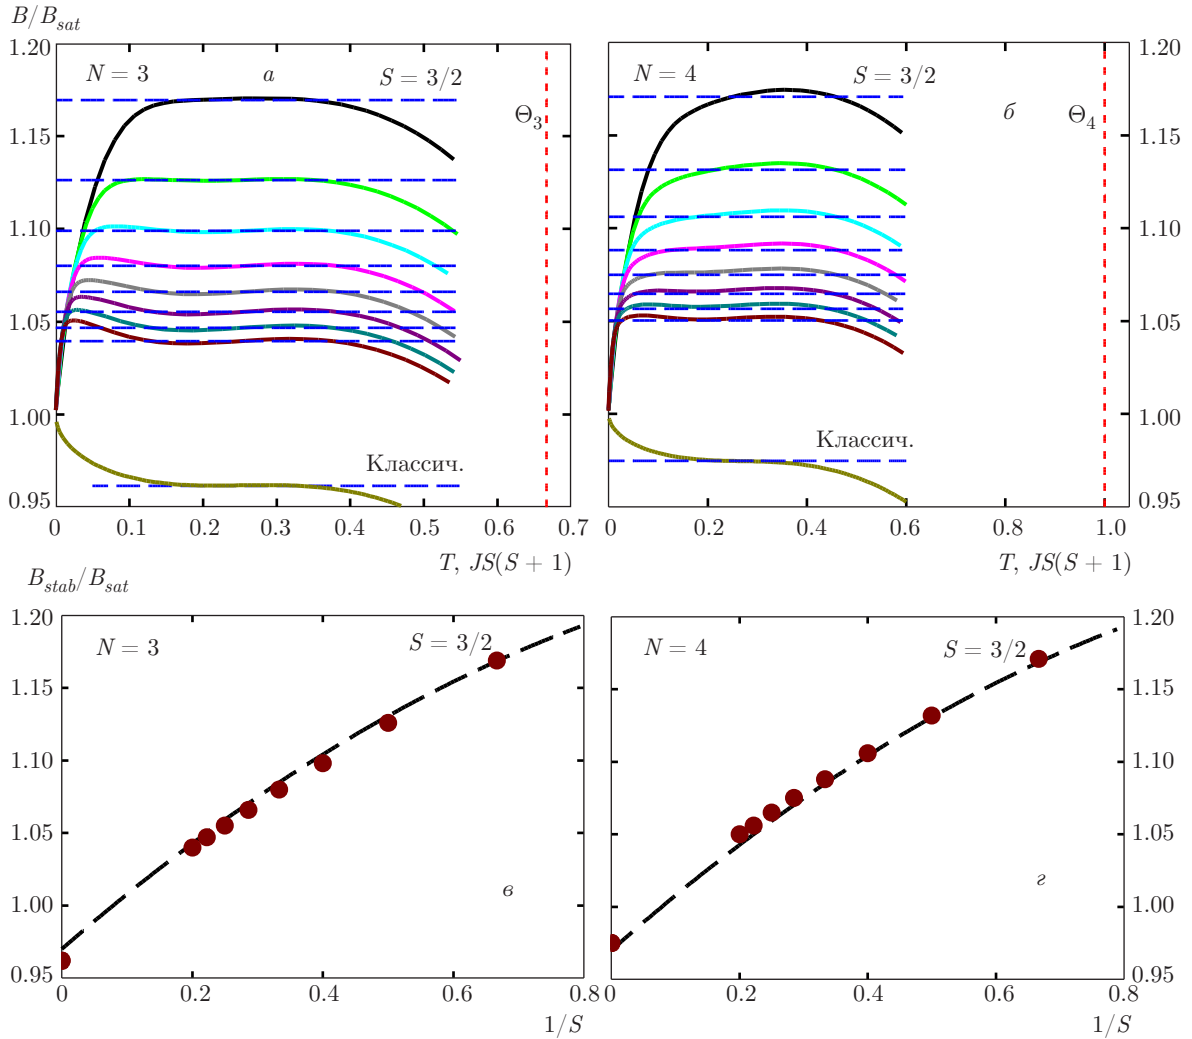 B/B_sat
1.20
1.15
1.10
1.05
1.00
0.95
N = 3
а
S = 3/2
Θ_3
Классич.
0 0.1 0.2 0.3 0.4 0.5 0.6 0.7
T, JS(S + 1)
N = 4
S = 3/2
б
Θ_4
Классич.
1.20
1.15
1.10
1.05
1.00
0.95
0 0.2 0.4 0.6 0.8 1.0
T, JS(S + 1)
B_stab/B_sat
1.20
1.15
1.10
1.05
1.00
0.95
N = 3
S = 3/2
в
0 0.2 0.4 0.6 0.8
1/S
N = 4
S = 3/2
г
1.20
1.15
1.10
1.05
1.00
0.95
0.2 0.4 0.6 0.8
0
1/S